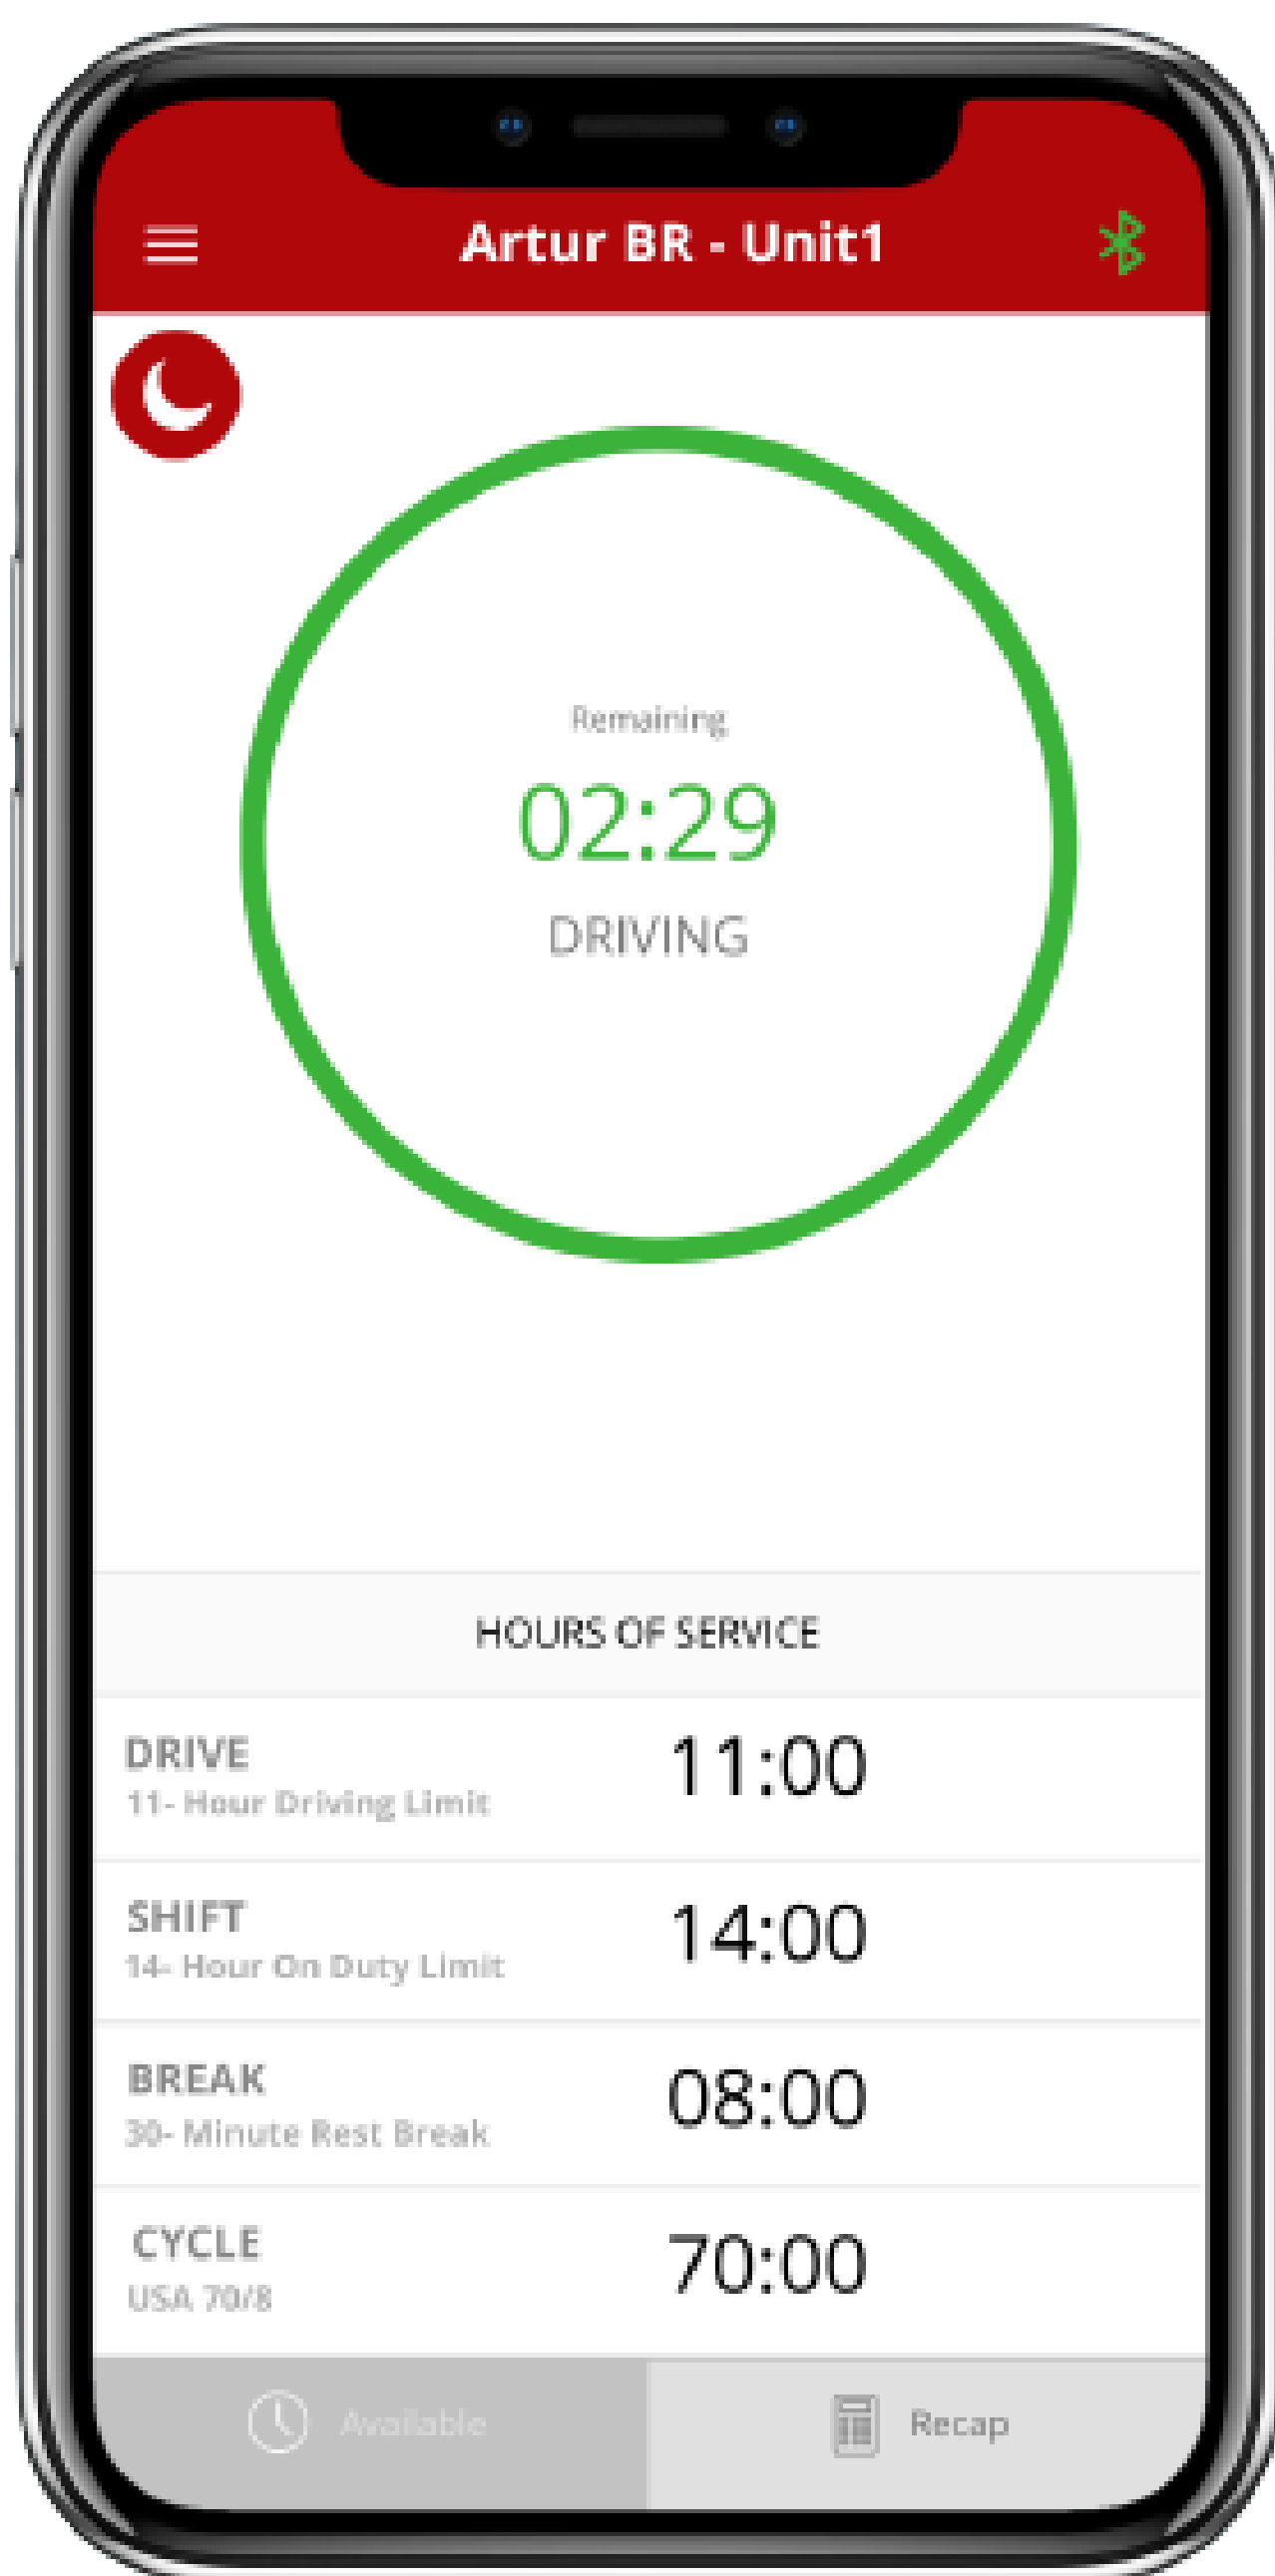 Artur BR - Unit1
Remaining
02:29
DRIVING
HOURS OF SERVICE
DRIVE
11:00
11- Hour Driving Limit
SHIFT
14:00
14- Hour On Duty Limit
BREAK
08:00
30- Minute Rest Break
CYCLE
70:00
USA 70/8
Available
Recap